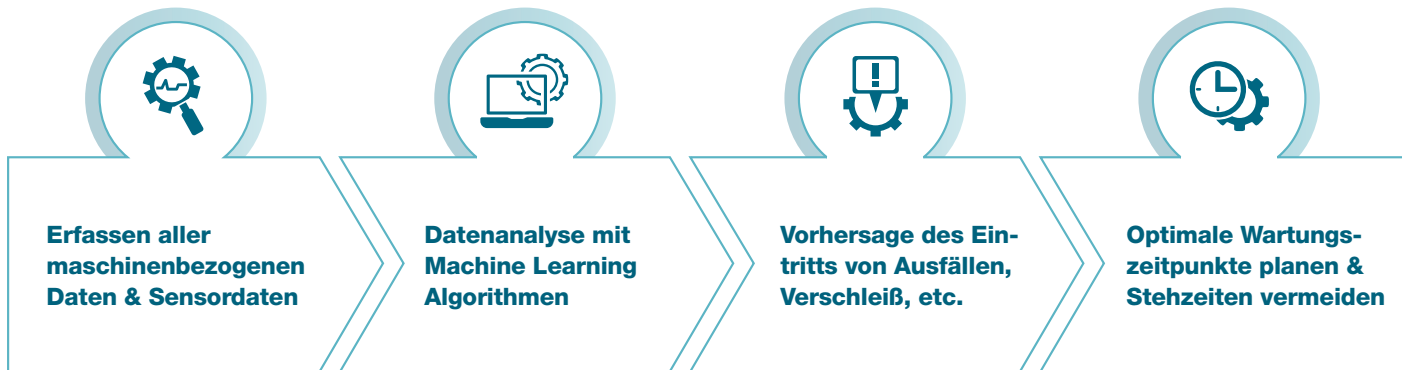 Erfassen aller
maschinenbezogenen
Daten & Sensordaten
Datenanalyse mit
Machine Learning
Algorithmen
Vorhersage des Ein-
tritts von Ausfällen,
Verschleiß, etc.
Optimale Wartungs-
zeitpunkte planen &
Stehzeiten vermeiden